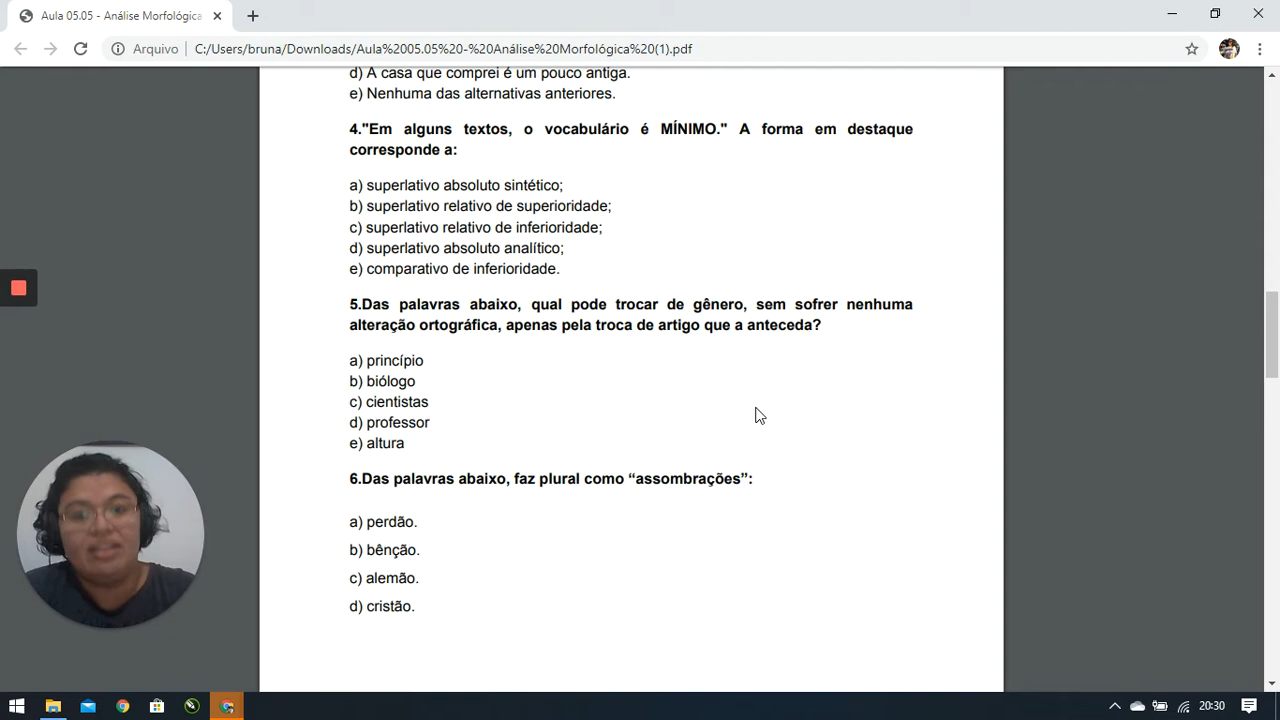 Aula 05.05 - Análise Morfológica
Arquivo C:/Users/bruna/Downloads/Aula%2005.05%20-%20Análise%20Morfológica%20(1).pdf
d) A casa que comprei é um pouco antiga.
e) Nenhuma das alternativas anteriores.
4."Em alguns textos, o vocabulário é MÍNIMO." A forma em destaque
corresponde a:
a) superlativo absoluto sintético;
b) superlativo relativo de superioridade;
c) superlativo relativo de inferioridade;
d) superlativo absoluto analítico;
e) comparativo de inferioridade.
5.Das palavras abaixo, qual pode trocar de gênero, sem sofrer nenhuma
alteração ortográfica, apenas pela troca de artigo que a anteceda?
a) princípio
b) biólogo
c) cientistas
d) professor
e) altura
6.Das palavras abaixo, faz plural como “assombrações”:
a) perdão.
b) bênção.
c) alemão.
d) cristão.
20:30